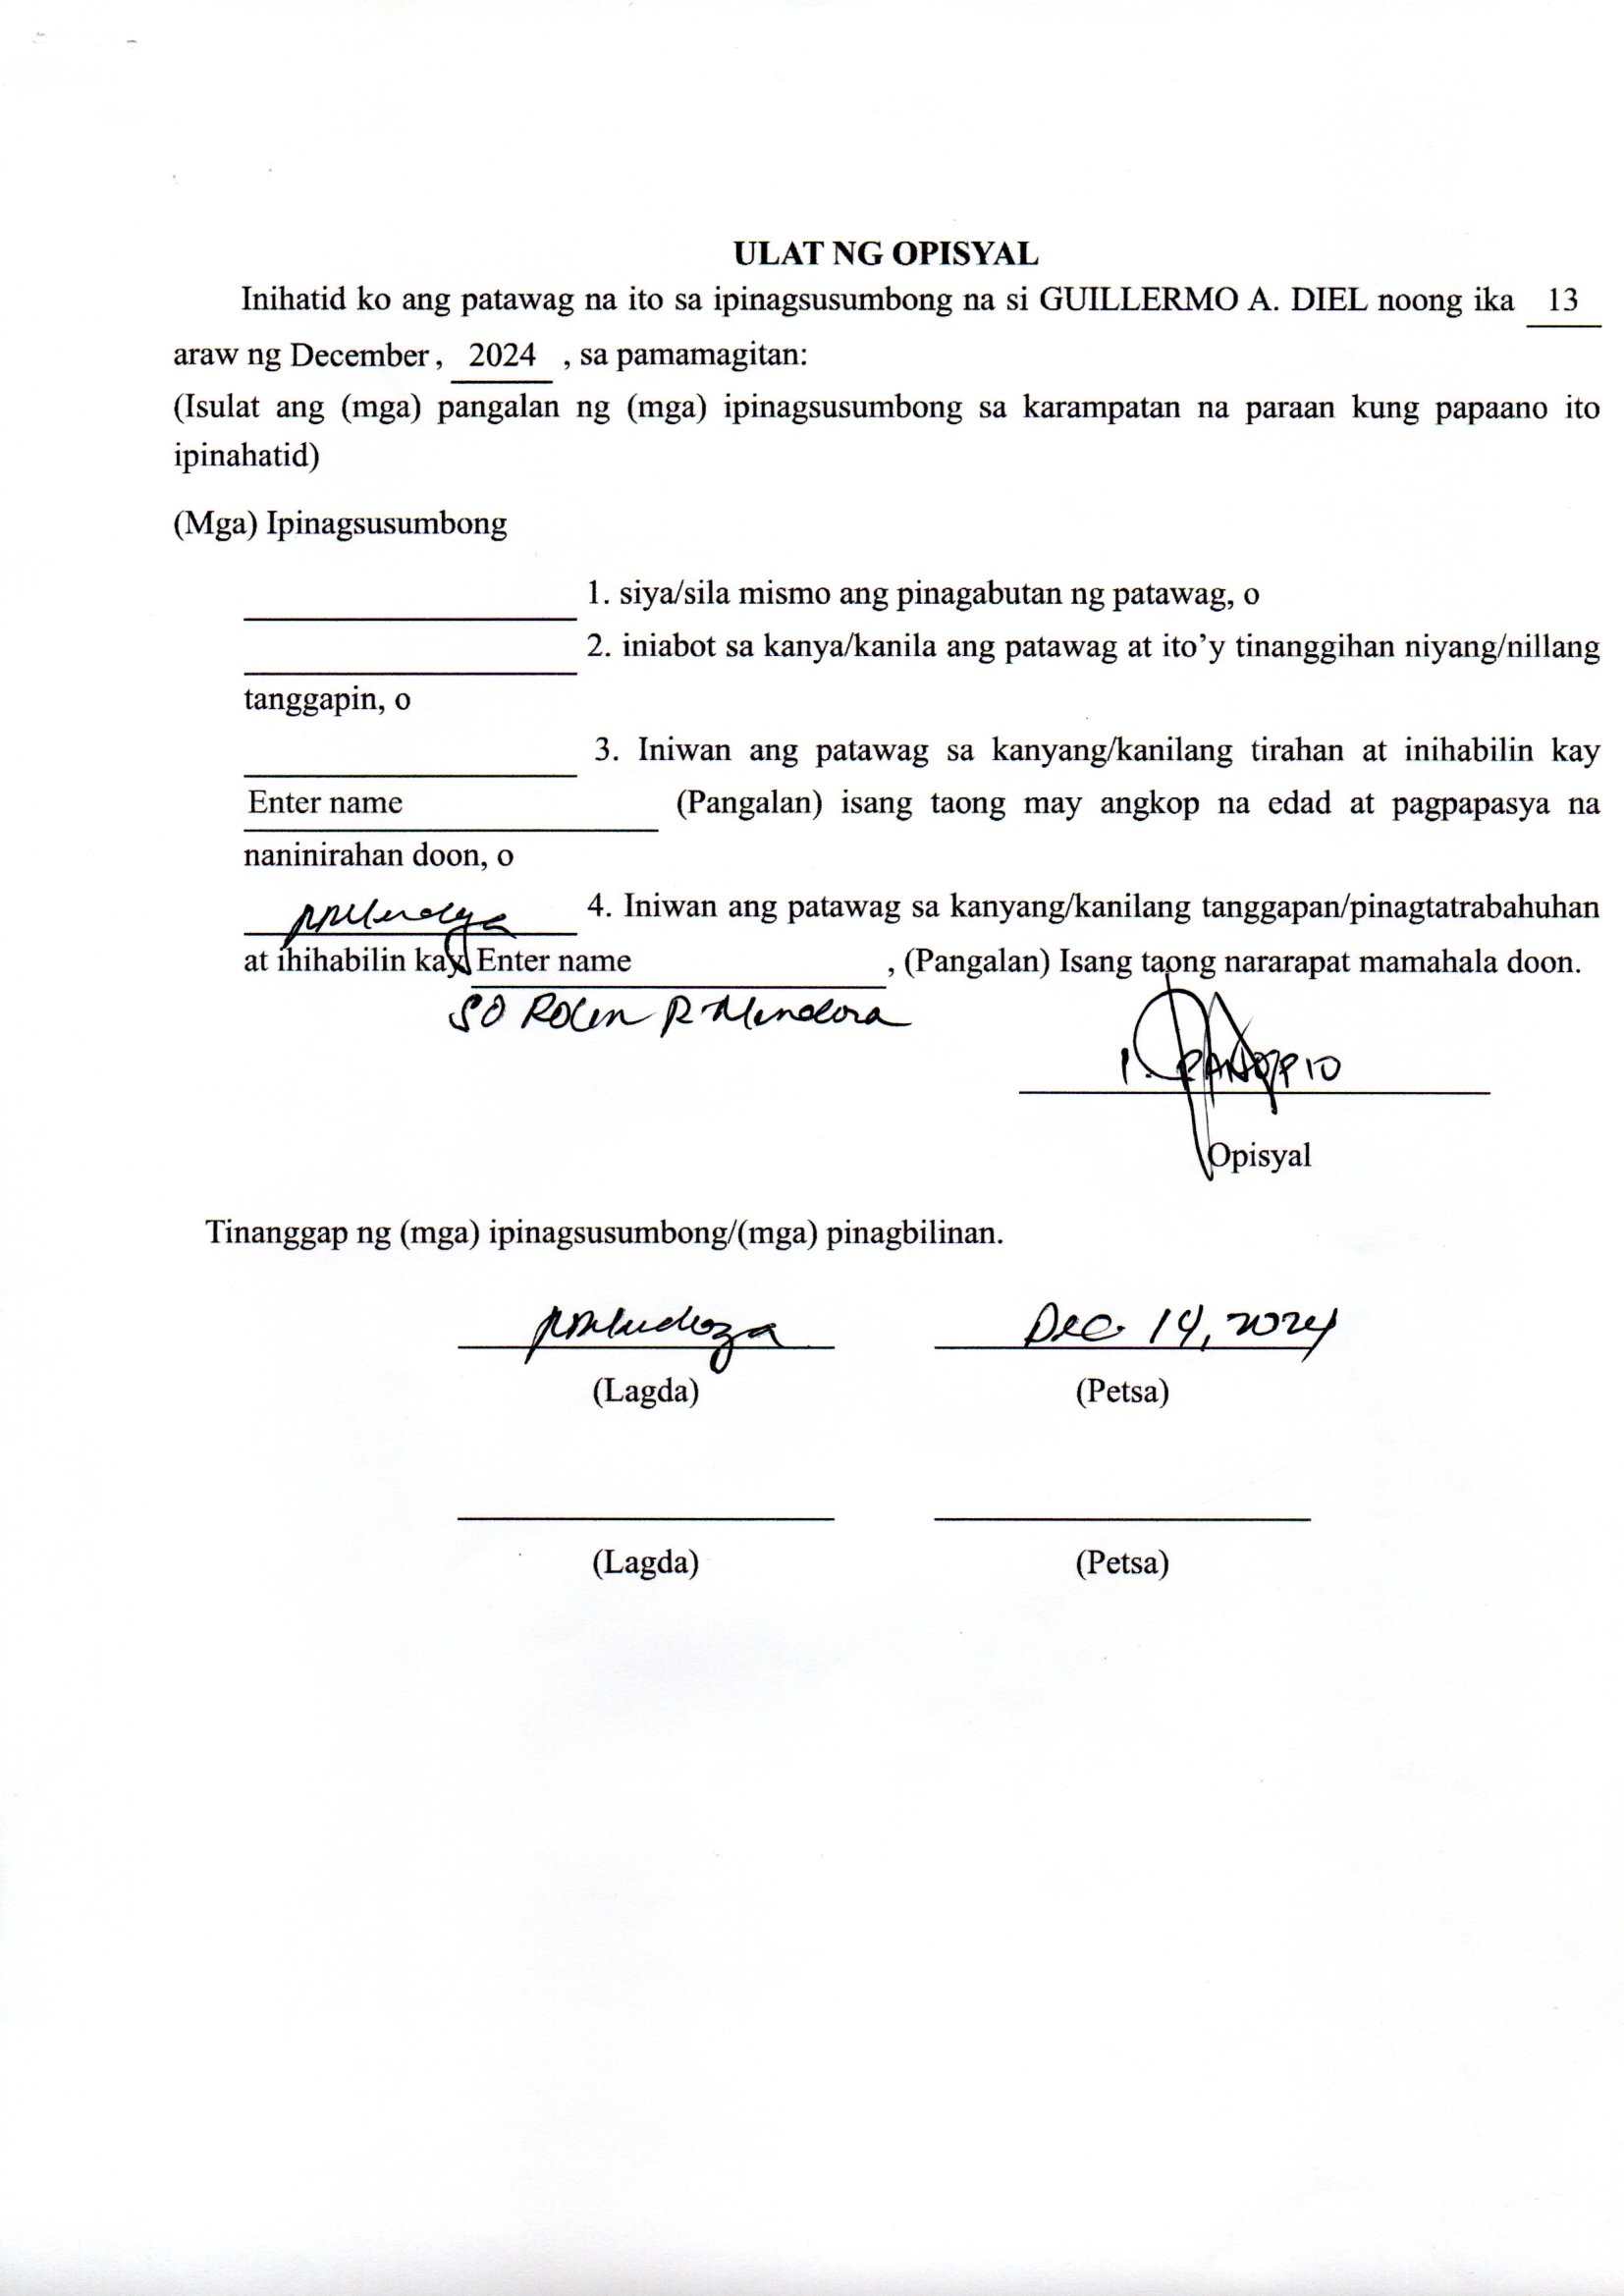 ULAT NG OPISYAL
Inihatid ko ang patawag na ito sa ipinagsusumbong na si GUILLERMO A. DIEL noong ika 13
araw ng December, 2024 , sa pamamagitan:
(Isulat ang (mga) pangalan ng (mga) ipinagsusumbong sa karampatan na paraan kung papaano ito
ipinahatid)
(Mga) Ipinagsusumbong
1. siya/sila mismo ang pinagabutan ng patawag, o
2. iniabot sa kanya/kanila ang patawag at ito’y tinanggihan niyang/nillang
tanggapin, o
3. Iniwan ang patawag sa kanyang/kanilang tirahan at inihabilin kay
Enter name (Pangalan) isang taong may angkop na edad at pagpapasya na
naninirahan doon, o
4. Iniwan ang patawag sa kanyang/kanilang tanggapan/pinagtatrabahuhan
at ihihabilin kay Enter name , (Pangalan) Isang taong nararapat mamahala doon.
SO R Mendoza
Opisyal
Tinanggap ng (mga) ipinagsusumbong/(mga) pinagbilinan.
Dec. 14, 2024
(Lagda) (Petsa)
(Lagda) (Petsa)